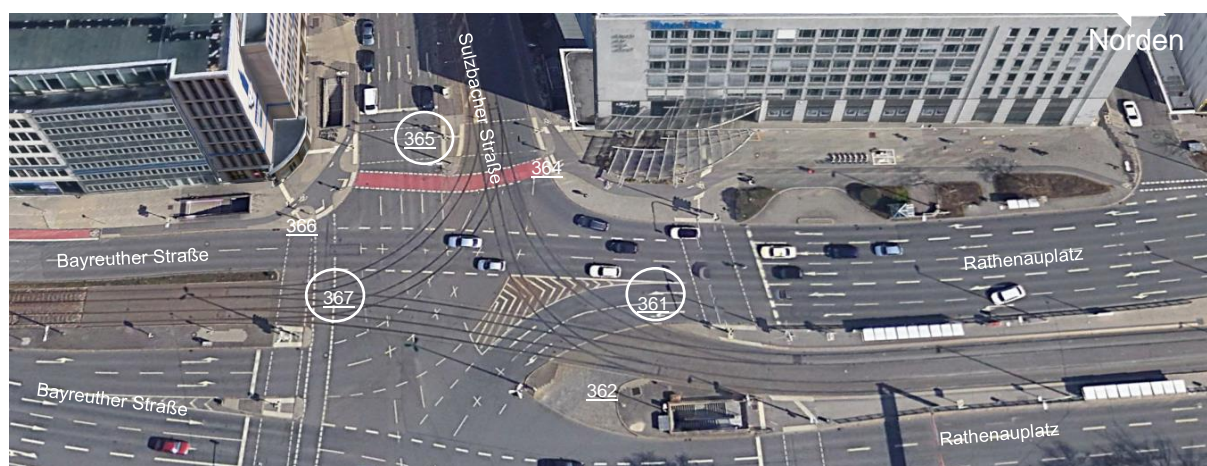 Norden
Sulzbacher Straße
365
364
366
Bayreuther Straße
Rathenauplatz
367
361
362
Bayreuther Straße
Rathenauplatz